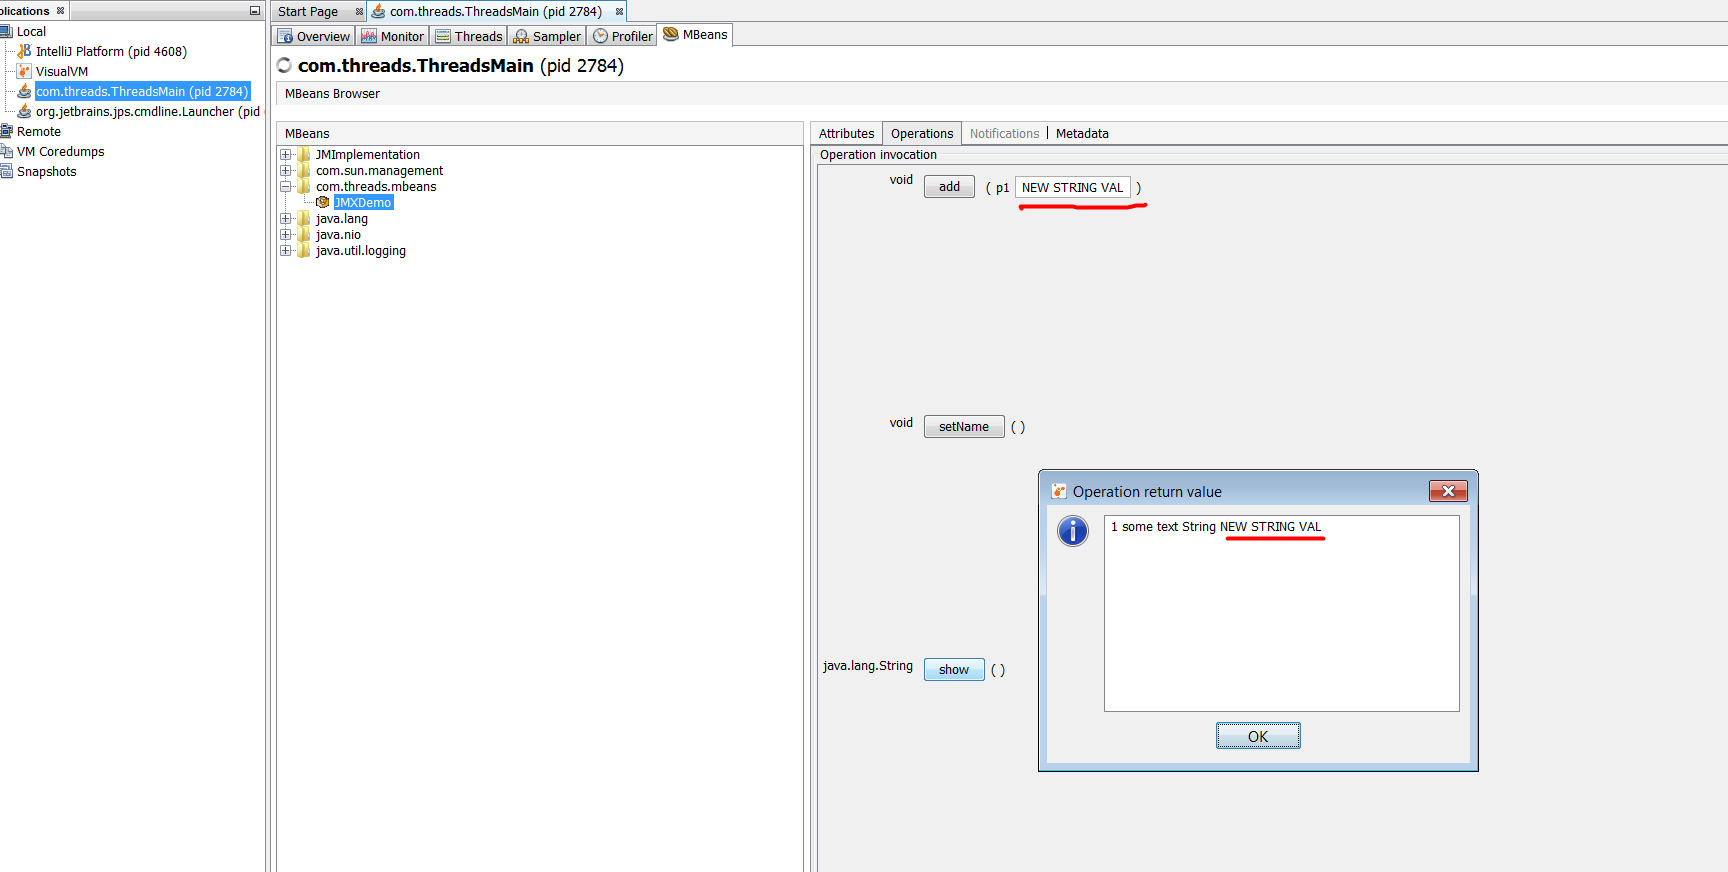 plications
Local
IntelliJ Platform (pid 4608)
VisualVM
com.threads.ThreadsMain (pid 2784)
org.jetbrains.jps.cmdline.Launcher (pid
Remote
VM Coredumps
Snapshots
Start Page com.threads.ThreadsMain (pid 2784)
Overview Monitor Threads Sampler Profiler MBeans
com.threads.ThreadsMain (pid 2784)
MBeans Browser
MBeans
JMImplementation
com.sun.management
com.threads.mbeans
JMXDemo
java.lang
java.nio
java.util.logging
Attributes Operations Notifications Metadata
Operation invocation
void add ( p1 NEW STRING VAL )
void setName ( )
java.lang.String show ( )
Operation return value
1 some text String NEW STRING VAL
OK